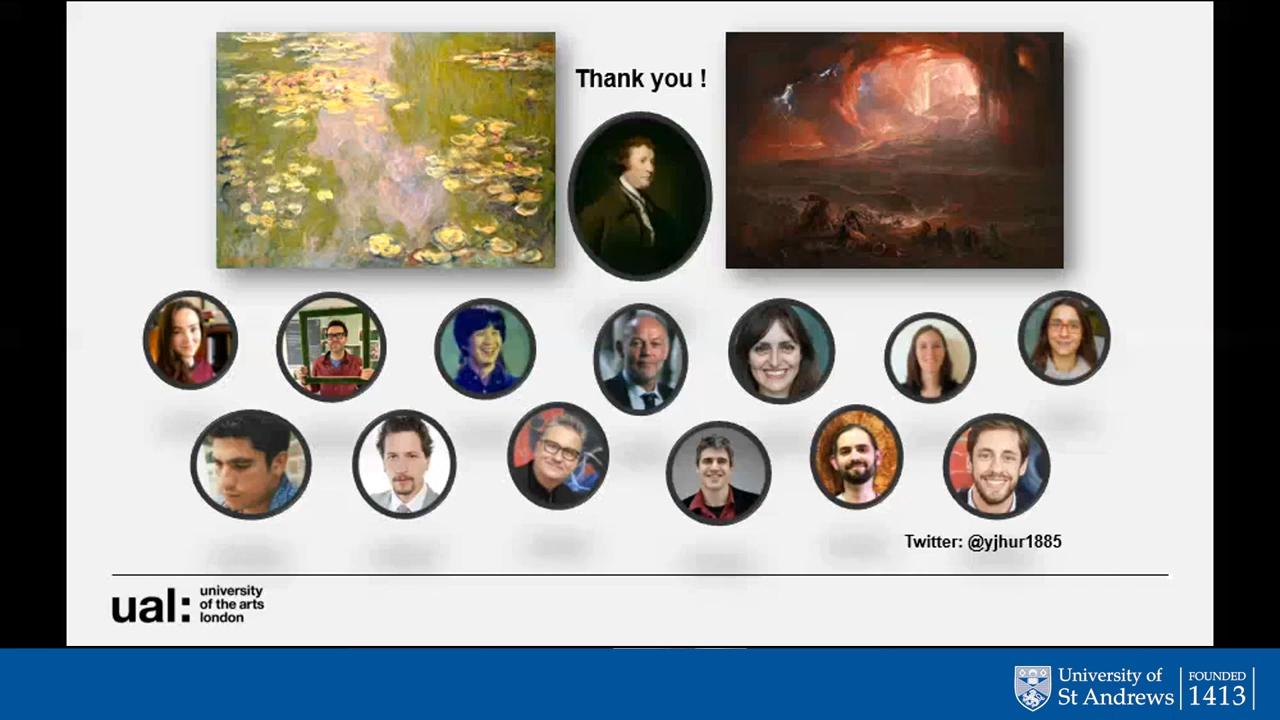 Thank you !
Twitter: @yjhur1885
ual:
university
of the arts
london
University of
St Andrews
FOUNDED
1413